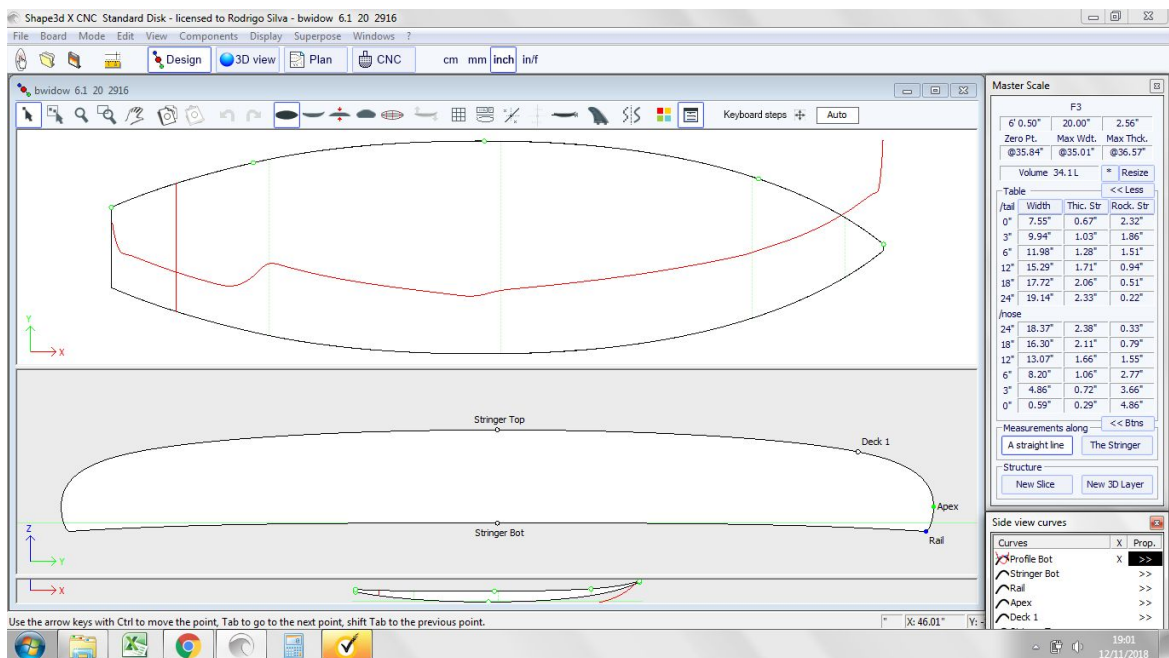 Shape3d X CNC Standard Disk - licensed to Rodrigo Silva - bwidow 6.1 20 2916
File Board Mode Edit View Components Display Superpose Windows ?
Design 3D view Plan CNC cm mm inch in/f
bwidow 6.1 20 2916
Keyboard steps Auto
Y
X
Stringer Top
Deck 1
Apex
Rail
Stringer Bot
Z
Y
X
Master Scale
F3
6' 0.50" 20.00" 2.56"
Zero Pt. Max Wdt. Max Thck.
@35.84" @35.01" @36.57"
Volume 34.1 L * Resize
Table << Less
/tail Width Thic. Str Rock. Str
0" 7.55" 0.67" 2.32"
3" 9.94" 1.03" 1.86"
6" 11.98" 1.28" 1.51"
12" 15.29" 1.71" 0.94"
18" 17.72" 2.06" 0.51"
24" 19.14" 2.33" 0.22"
/nose
24" 18.37" 2.38" 0.33"
18" 16.30" 2.11" 0.79"
12" 13.07" 1.66" 1.55"
6" 8.20" 1.06" 2.77"
3" 4.86" 0.72" 3.66"
0" 0.59" 0.29" 4.86"
<< Btns
Measurements along
A straight line The Stringer
Structure
New Slice New 3D Layer
Side view curves
Curves X Prop.
Profile Bot X >>
Stringer Bot >>
Rail >>
Apex >>
Deck 1 >>
Use the arrow keys with Ctrl to move the point, Tab to go to the next point, shift Tab to the previous point.
" X: 46.01" Y: -
19:01
12/11/2018